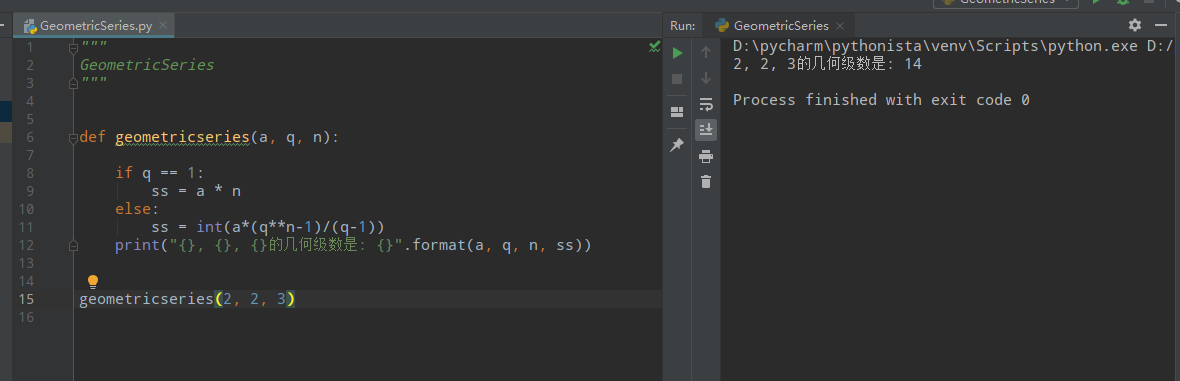 GeometricSeries.py
1 """
2 GeometricSeries
3 """
4
5
6 def geometricseries(a, q, n):
7
8 if q == 1:
9 ss = a * n
10 else:
11 ss = int(a*(q**n-1)/(q-1))
12 print("{}, {}, {}的几何级数是: {}".format(a, q, n, ss))
13
14
15 geometricseries(2, 2, 3)
16
Run: GeometricSeries
D:\pycharm\pythonista\venv\Scripts\python.exe D:/
2, 2, 3的几何级数是: 14
Process finished with exit code 0